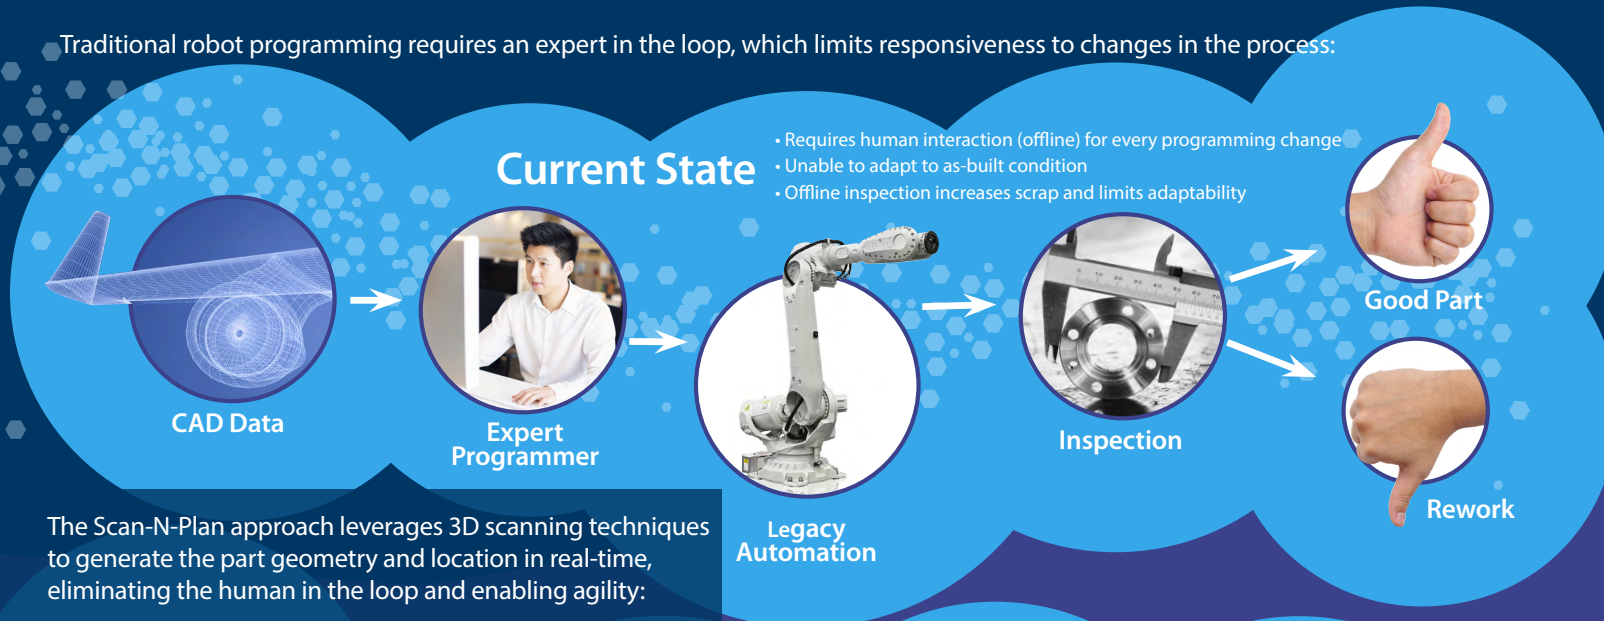 Traditional robot programming requires an expert in the loop, which limits responsiveness to changes in the process:
Current State
• Requires human interaction (offline) for every programming change
• Unable to adapt to as-built condition
• Offline inspection increases scrap and limits adaptability
CAD Data
Expert
Programmer
Legacy
Automation
Inspection
Good Part
Rework
The Scan-N-Plan approach leverages 3D scanning techniques
to generate the part geometry and location in real-time,
eliminating the human in the loop and enabling agility: